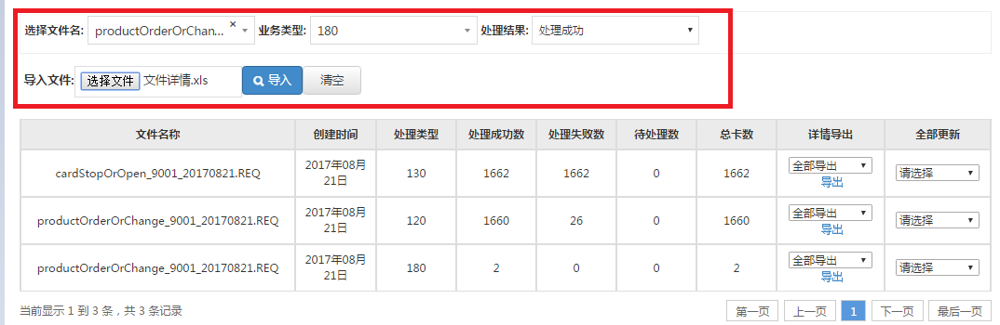 选择文件名: productOrderOrChan... × 业务类型: 180 处理结果: 处理成功
导入文件: 选择文件 文件详情.xls 导入 清空
文件名称 创建时间 处理类型 处理成功数 处理失败数 待处理数 总卡数 详情导出 全部更新
cardStopOrOpen_9001_20170821.REQ 2017年08月21日 130 1662 1662 0 1662 全部导出 导出 请选择
productOrderOrChange_9001_20170821.REQ 2017年08月21日 120 1660 26 0 1660 全部导出 导出 请选择
productOrderOrChange_9001_20170821.REQ 2017年08月21日 180 2 0 0 2 全部导出 导出 请选择
当前显示 1 到 3 条，共 3 条记录 第一页 上一页 1 下一页 最后一页